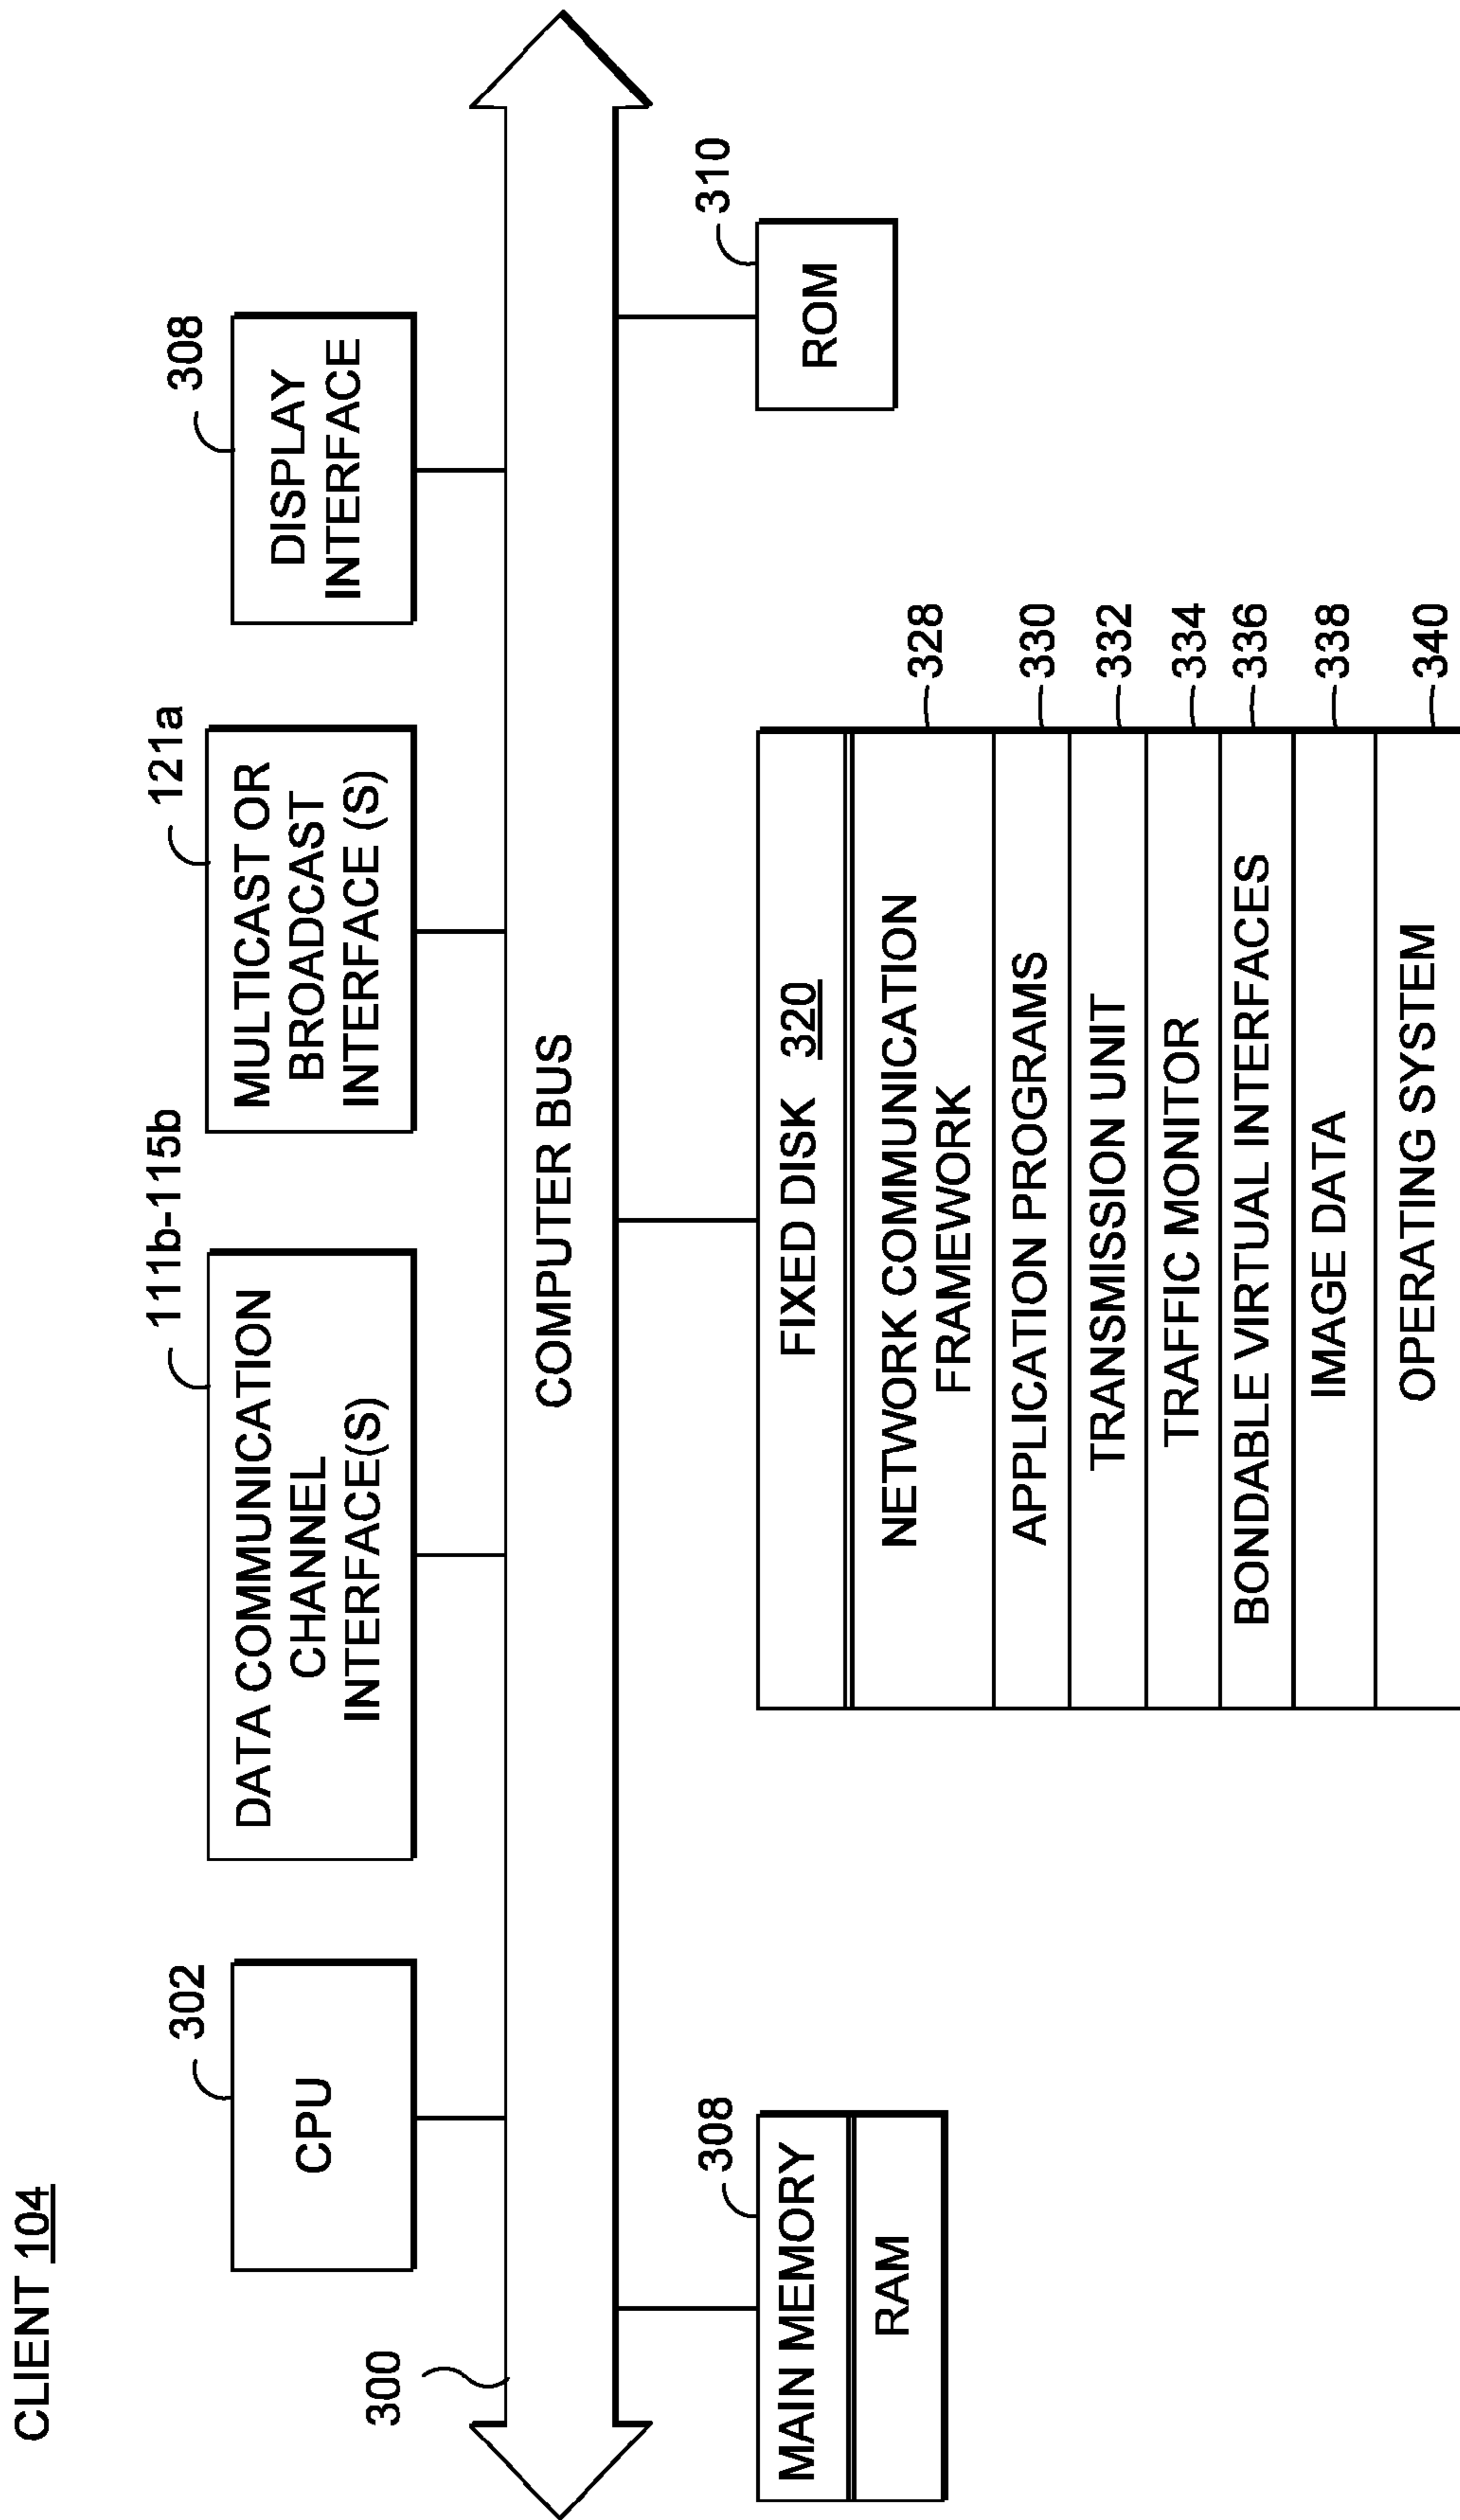 CLIENT 104
302
CPU
111b-115b
DATA COMMUNICATION
CHANNEL
INTERFACE(S)
121a
MULTICAST OR
BROADCAST
INTERFACE (S)
308
DISPLAY
INTERFACE
300
COMPUTER BUS
308
MAIN MEMORY
RAM
FIXED DISK 320
NETWORK COMMUNICATION
FRAMEWORK
328
APPLICATION PROGRAMS
330
TRANSMISSION UNIT
332
TRAFFIC MONITOR
334
BONDABLE VIRTUAL INTERFACES
336
IMAGE DATA
338
OPERATING SYSTEM
340
310
ROM